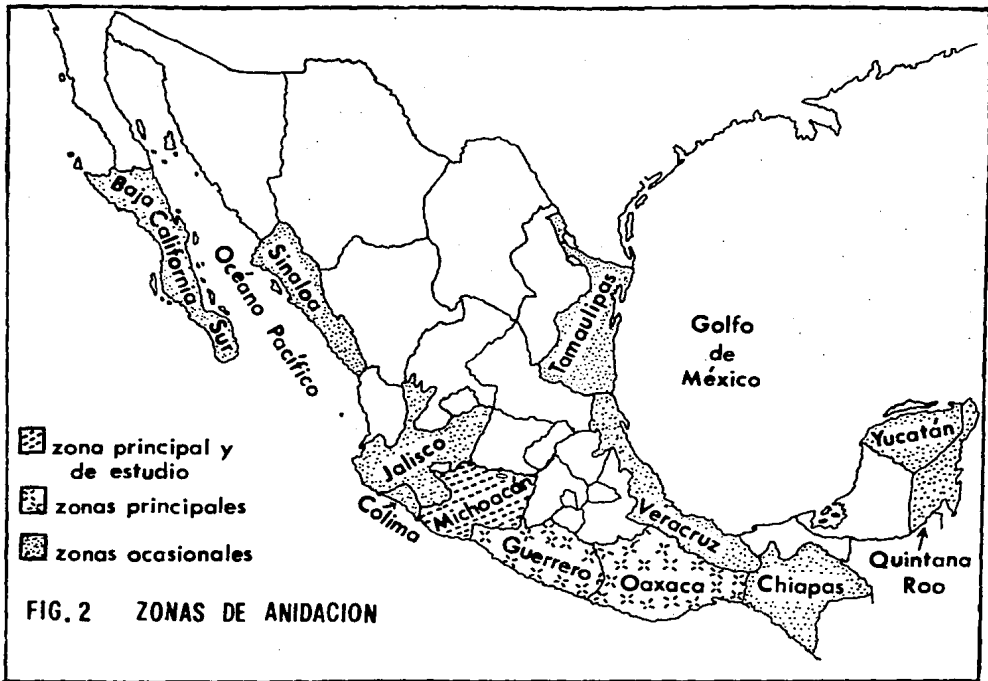 Baja California Sur
Océano Pacífico
Sinaloa
Tamaulipas
Golfo
de
México
Jalisco
Colima
Michoacán
Guerrero
Oaxaca
Veracruz
Chiapas
Yucatán
Quintana
Roo
zona principal y
de estudio
zonas principales
zonas ocasionales
FIG. 2 ZONAS DE ANIDACION